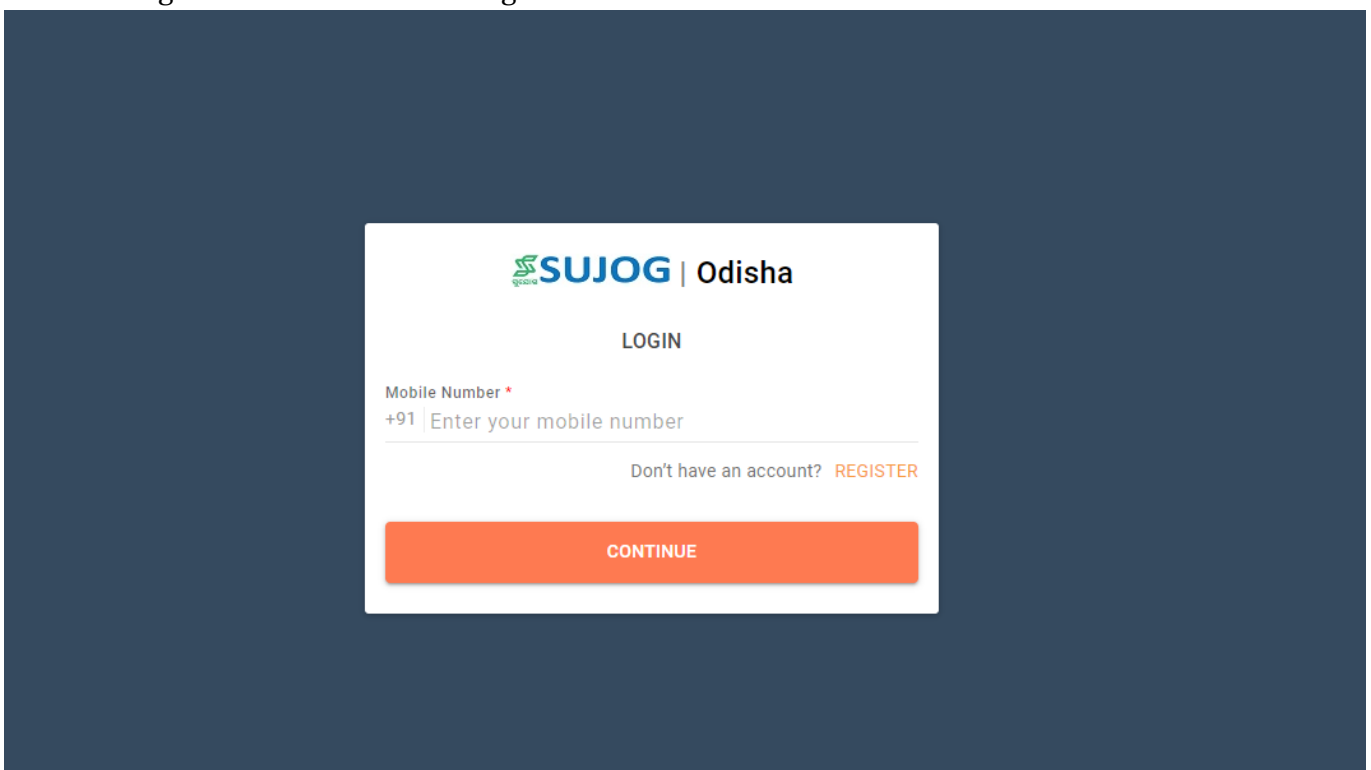 SUJOG | Odisha
ସୁଯୋଗ
LOGIN
Mobile Number *
+91 Enter your mobile number
Don't have an account? REGISTER
CONTINUE